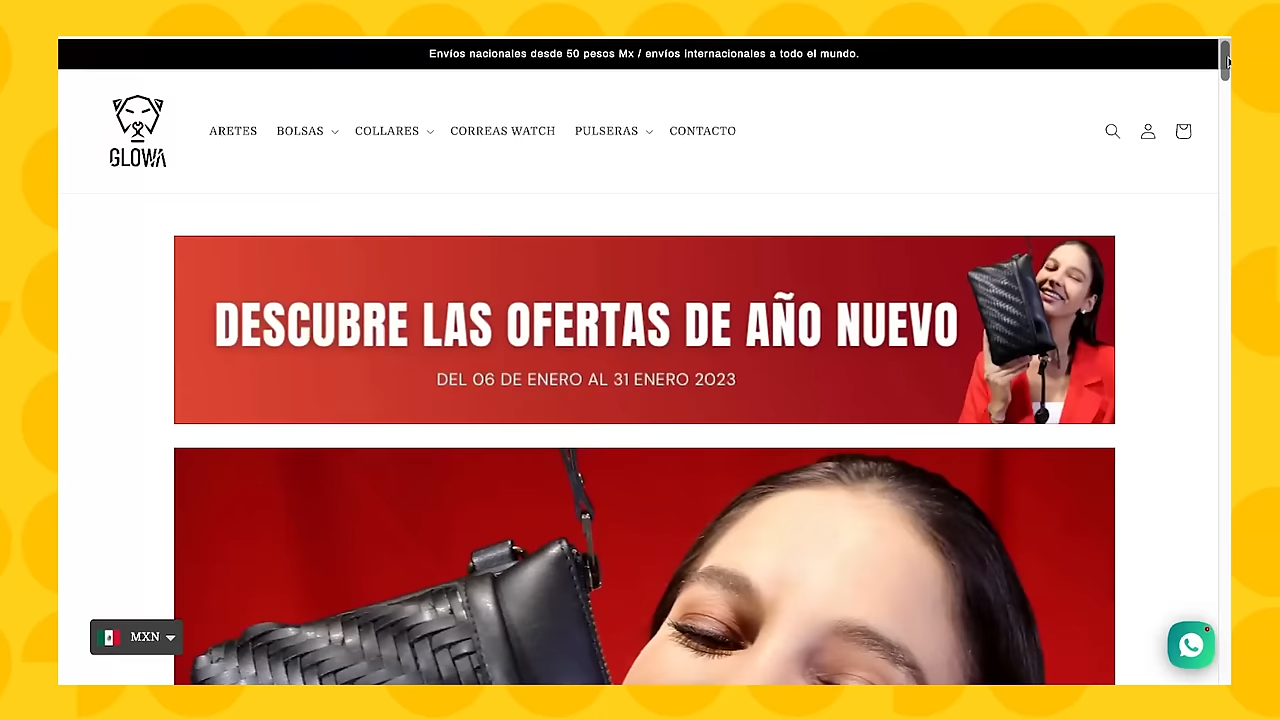 Envíos nacionales desde 50 pesos Mx / envíos internacionales a todo el mundo.
GLOWA
ARETES BOLSAS COLLARES CORREAS WATCH PULSERAS CONTACTO
DESCUBRE LAS OFERTAS DE AÑO NUEVO
DEL 06 DE ENERO AL 31 ENERO 2023
MXN